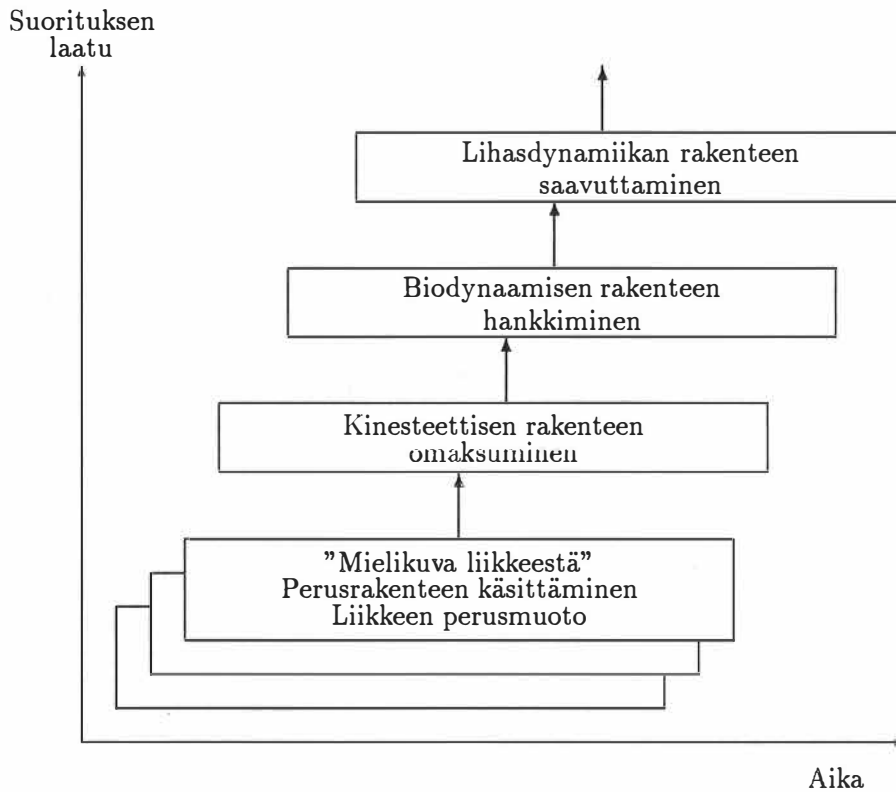 Suorituksen
laatu
Lihasdynamiikan rakenteen
saavuttaminen
Biodynaamisen rakenteen
hankkiminen
Kinesteettisen rakenteen
omaksuminen
”Mielikuva liikkeestä”
Perusrakenteen käsittäminen
Liikkeen perusmuoto
Aika